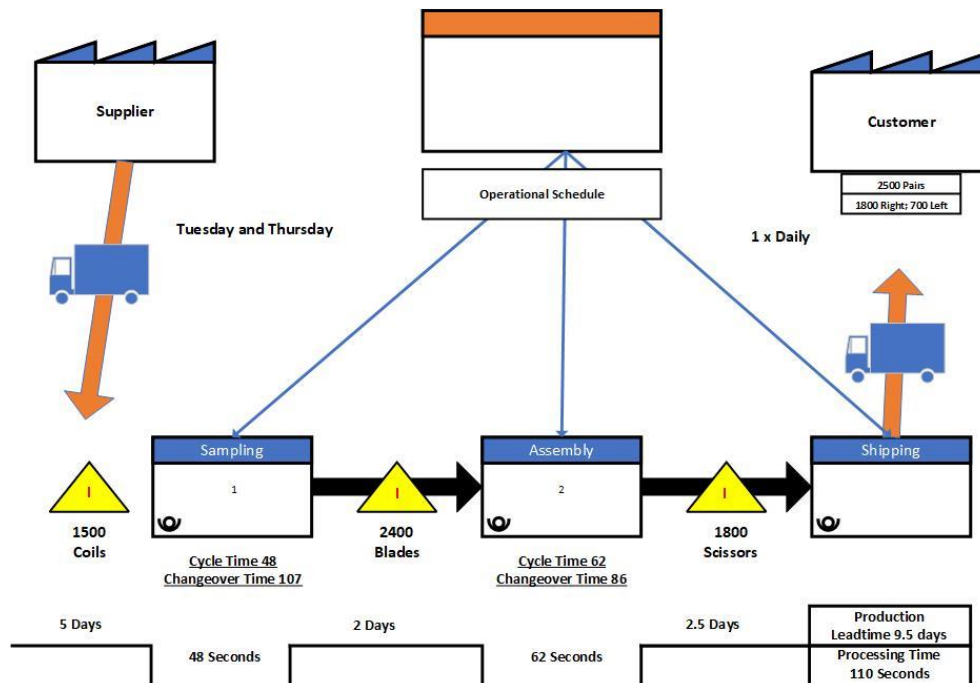 Supplier
Customer
2500 Pairs
1800 Right; 700 Left
Operational Schedule
Tuesday and Thursday
1 x Daily
Sampling
Assembly
Shipping
1
2
I
I
I
1500
Coils
2400
Blades
1800
Scissors
Cycle Time 48
Changeover Time 107
Cycle Time 62
Changeover Time 86
5 Days
2 Days
2.5 Days
Production
Leadtime 9.5 days
48 Seconds
62 Seconds
Processing Time
110 Seconds